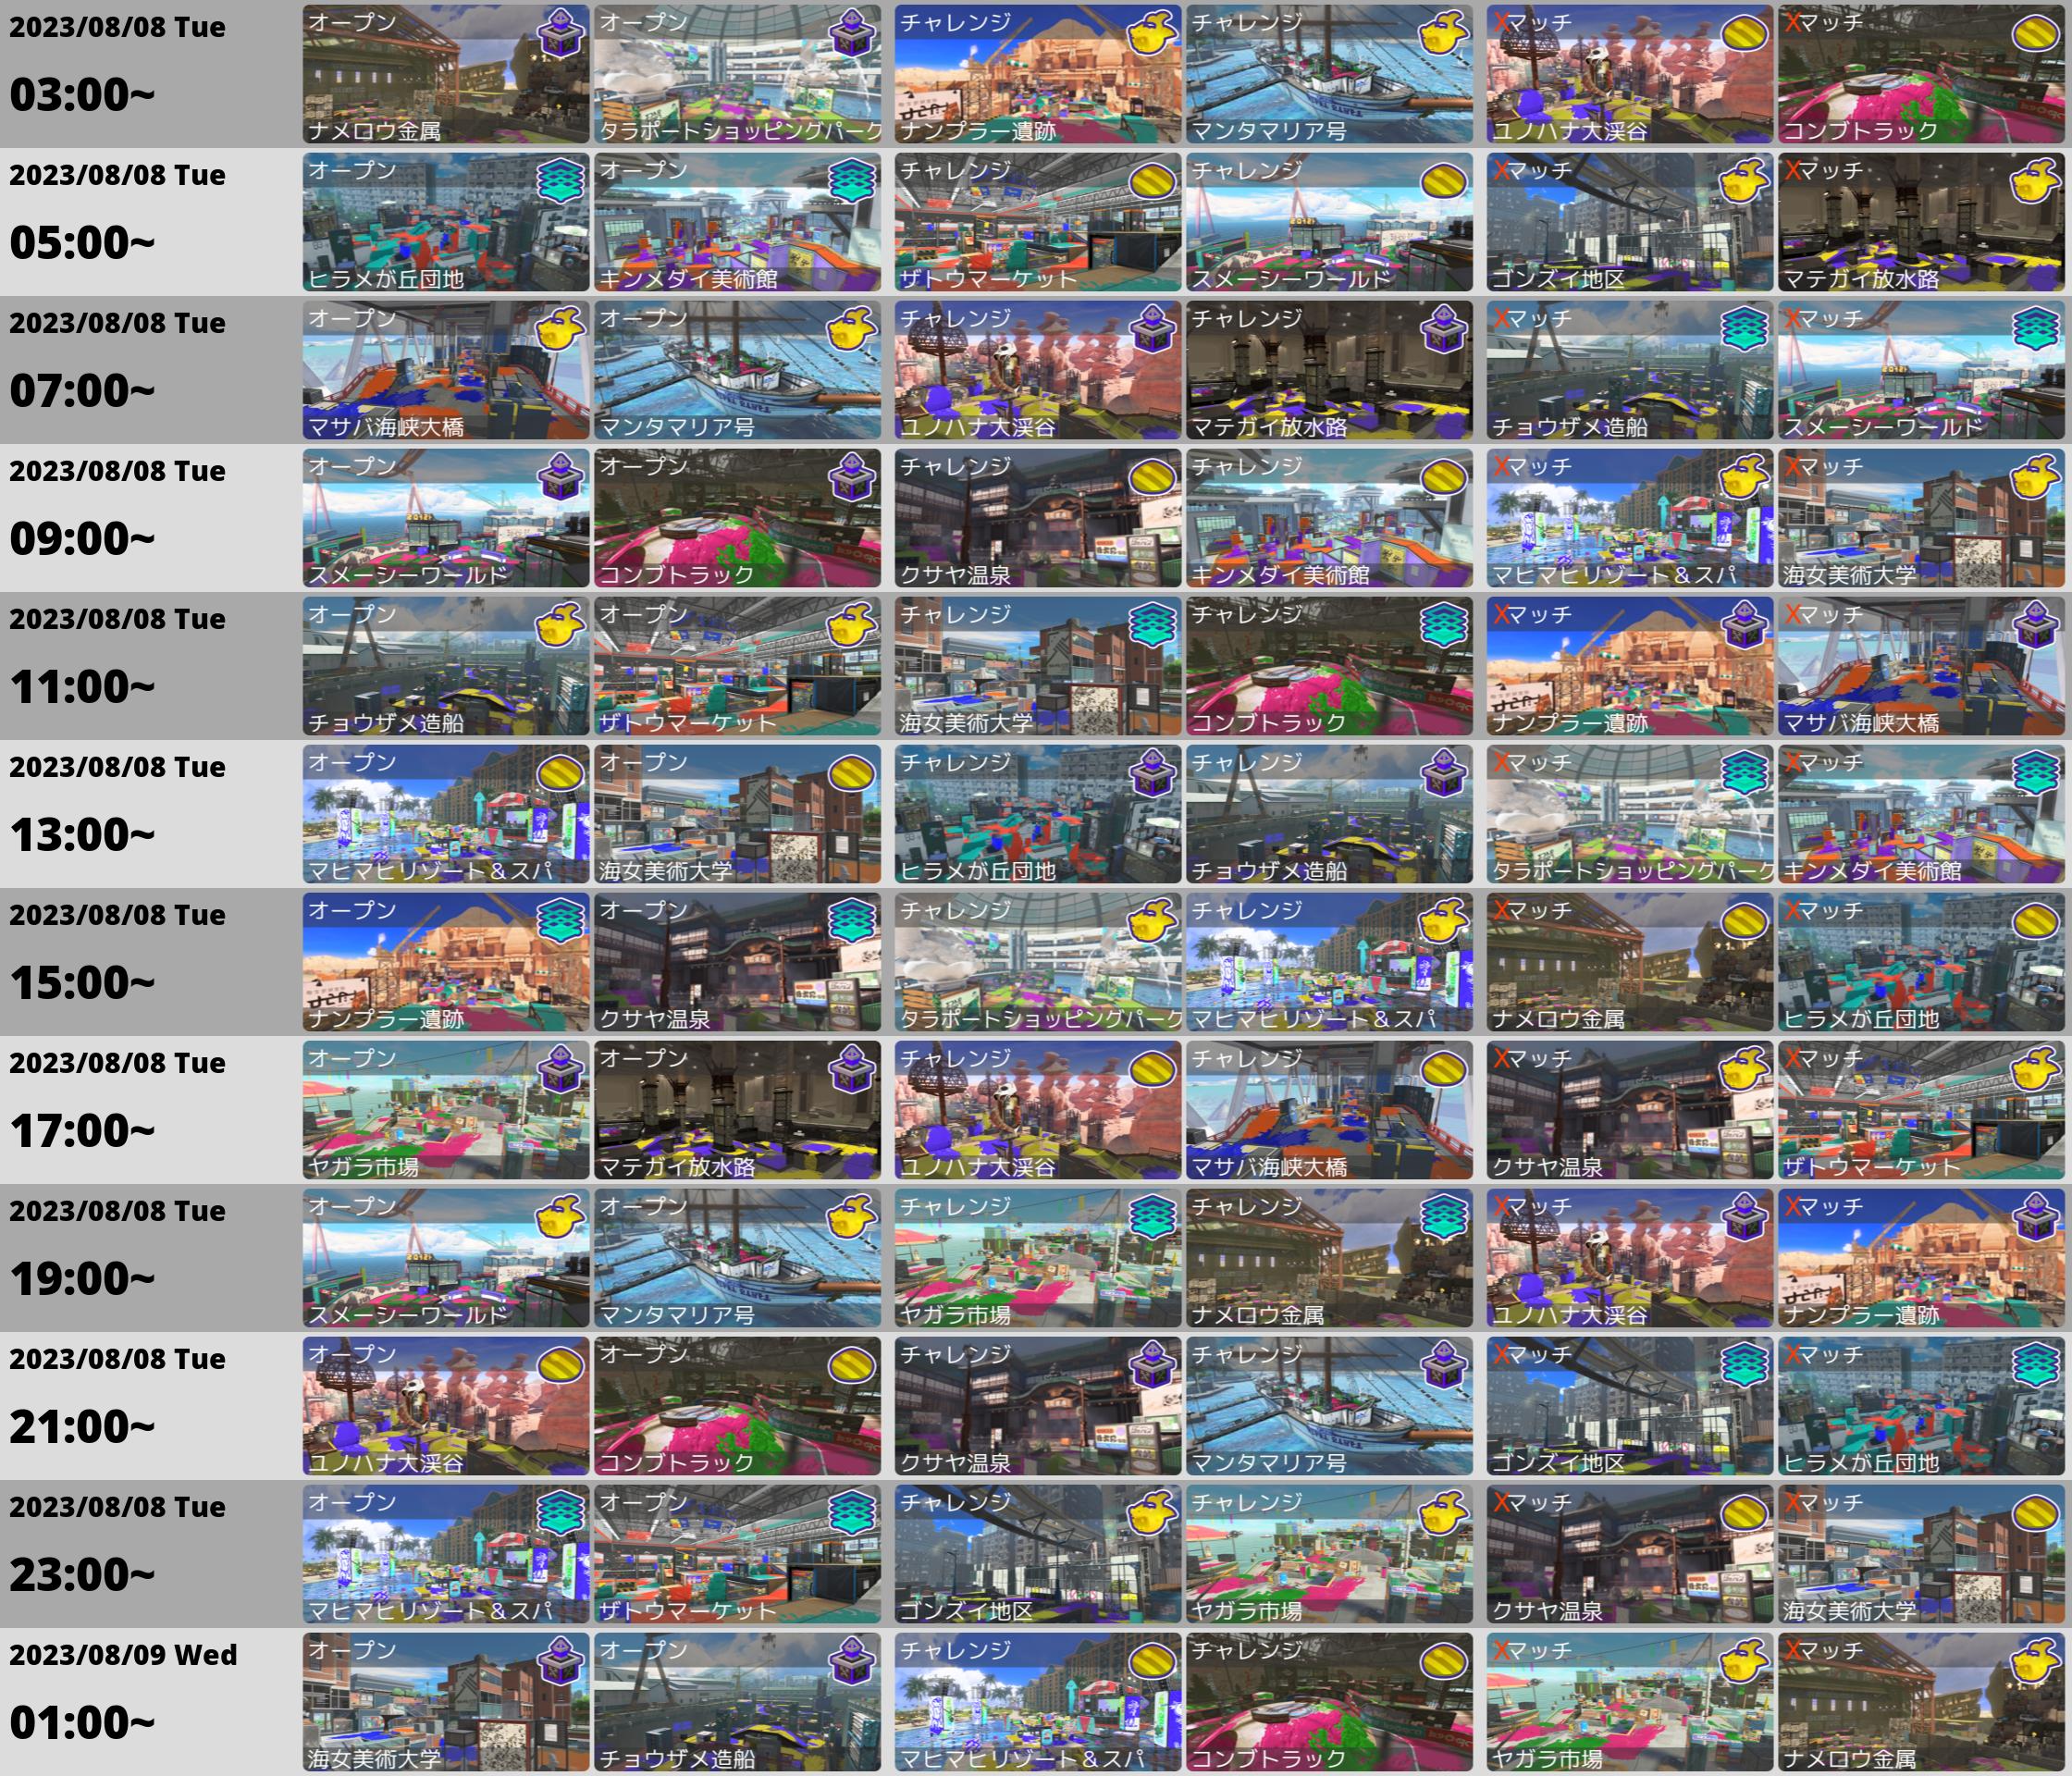 2023/08/08 Tue
03:00~
オープン オープン チャレンジ チャレンジ Xマッチ Xマッチ
ナメロウ金属 タラポートショッピングパーク ナンプラー遺跡 マンタマリア号 ユノハナ大渓谷 コンブトラック
2023/08/08 Tue
05:00~
オープン オープン チャレンジ チャレンジ Xマッチ Xマッチ
ヒラメが丘団地 キンメダイ美術館 ザトウマーケット スメーシーワールド ゴンズイ地区 マテガイ放水路
2023/08/08 Tue
07:00~
オープン オープン チャレンジ チャレンジ Xマッチ Xマッチ
マサバ海峡大橋 マンタマリア号 ユノハナ大渓谷 マテガイ放水路 チョウザメ造船 スメーシーワールド
2023/08/08 Tue
09:00~
オープン オープン チャレンジ チャレンジ Xマッチ Xマッチ
スメーシーワールド コンブトラック クサヤ温泉 キンメダイ美術館 マヒマヒリゾート＆スパ 海女美術大学
2023/08/08 Tue
11:00~
オープン オープン チャレンジ チャレンジ Xマッチ Xマッチ
チョウザメ造船 ザトウマーケット 海女美術大学 コンブトラック ナンプラー遺跡 マサバ海峡大橋
2023/08/08 Tue
13:00~
オープン オープン チャレンジ チャレンジ Xマッチ Xマッチ
マヒマヒリゾート＆スパ 海女美術大学 ヒラメが丘団地 チョウザメ造船 タラポートショッピングパーク キンメダイ美術館
2023/08/08 Tue
15:00~
オープン オープン チャレンジ チャレンジ Xマッチ Xマッチ
ナンプラー遺跡 クサヤ温泉 タラポートショッピングパーク マヒマヒリゾート＆スパ ナメロウ金属 ヒラメが丘団地
2023/08/08 Tue
17:00~
オープン オープン チャレンジ チャレンジ Xマッチ Xマッチ
ヤガラ市場 マテガイ放水路 ユノハナ大渓谷 マサバ海峡大橋 クサヤ温泉 ザトウマーケット
2023/08/08 Tue
19:00~
オープン オープン チャレンジ チャレンジ Xマッチ Xマッチ
スメーシーワールド マンタマリア号 ヤガラ市場 ナメロウ金属 ユノハナ大渓谷 ナンプラー遺跡
2023/08/08 Tue
21:00~
オープン オープン チャレンジ チャレンジ Xマッチ Xマッチ
ユノハナ大渓谷 コンブトラック クサヤ温泉 マンタマリア号 ゴンズイ地区 ヒラメが丘団地
2023/08/08 Tue
23:00~
オープン オープン チャレンジ チャレンジ Xマッチ Xマッチ
マヒマヒリゾート＆スパ ザトウマーケット ゴンズイ地区 ヤガラ市場 クサヤ温泉 海女美術大学
2023/08/09 Wed
01:00~
オープン オープン チャレンジ チャレンジ Xマッチ Xマッチ
海女美術大学 チョウザメ造船 マヒマヒリゾート＆スパ コンブトラック ヤガラ市場 ナメロウ金属